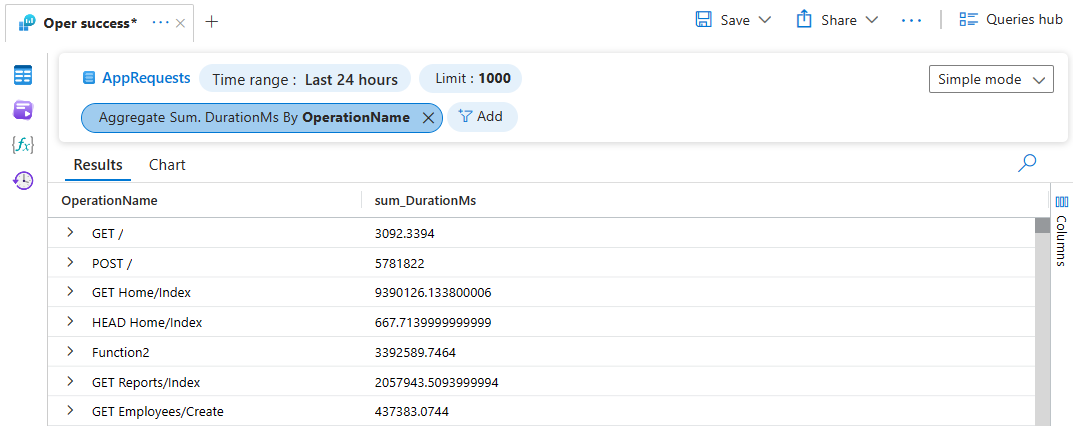 Oper success* ···
Save Share ··· Queries hub
AppRequests Time range : Last 24 hours Limit : 1000 Simple mode
Aggregate Sum. DurationMs By OperationName Add
{fx}
Results Chart
OperationName sum_DurationMs
Columns
GET / 3092.3394
POST / 5781822
GET Home/Index 9390126.133800006
HEAD Home/Index 667.7139999999999
Function2 3392589.7464
GET Reports/Index 2057943.5093999994
GET Employees/Create 437383.0744